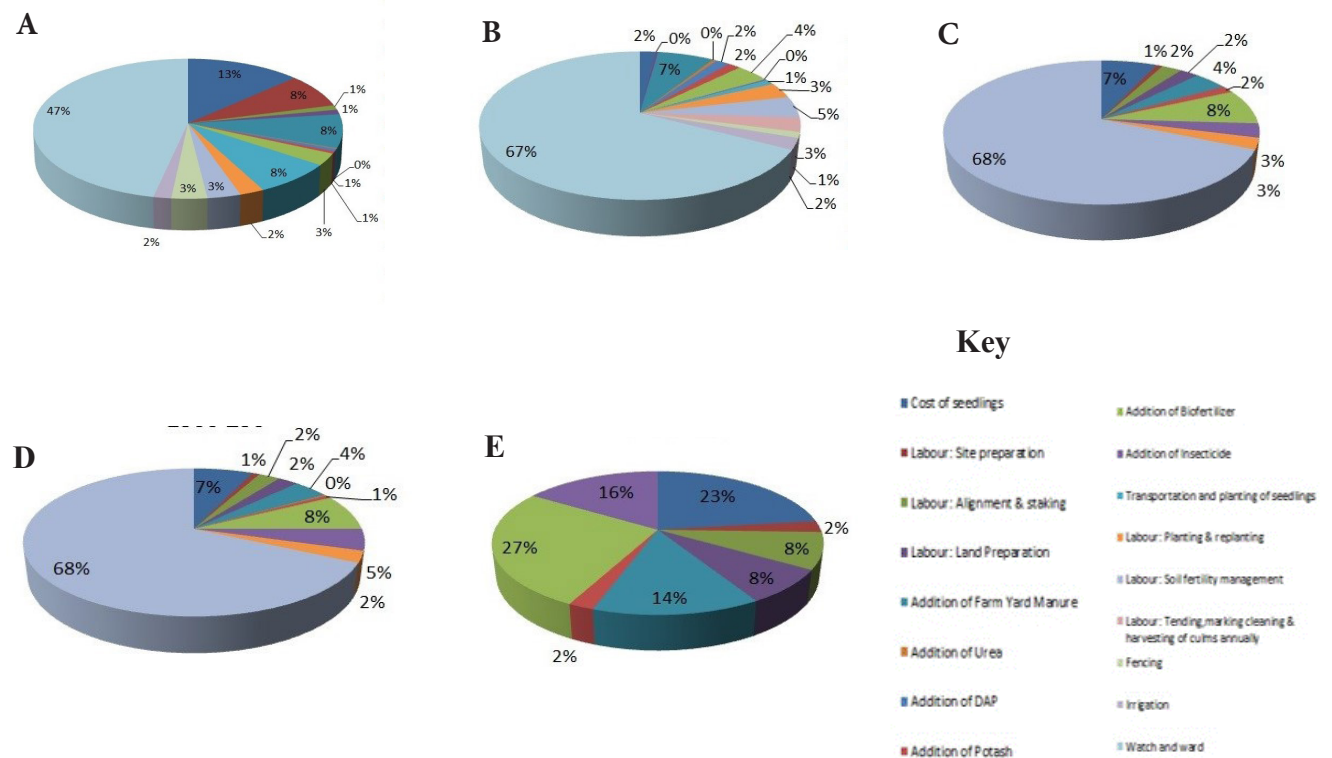 A
13%
8%
1%
1%
8%
0%
1%
1%
8%
3%
2%
3%
3%
2%
47%
B
2%
0%
7%
0%
2%
2%
4%
0%
1%
3%
5%
3%
1%
2%
67%
C
7%
1%
2%
2%
4%
2%
8%
3%
3%
68%
D
7%
1%
2%
2%
4%
0%
1%
8%
5%
2%
68%
E
23%
2%
8%
8%
14%
2%
27%
16%
Key
Cost of seedlings
Labour: Site preparation
Labour: Alignment & staking
Labour: Land Preparation
Addition of Farm Yard Manure
Addition of Urea
Addition of DAP
Addition of Potash
Addition of Biofertilizer
Addition of Insecticide
Transportation and planting of seedlings
Labour: Planting & replanting
Labour: Soil fertility management
Labour: Tending,marking cleaning &
harvesting of culms annually
Fencing
Irrigation
Watch and ward